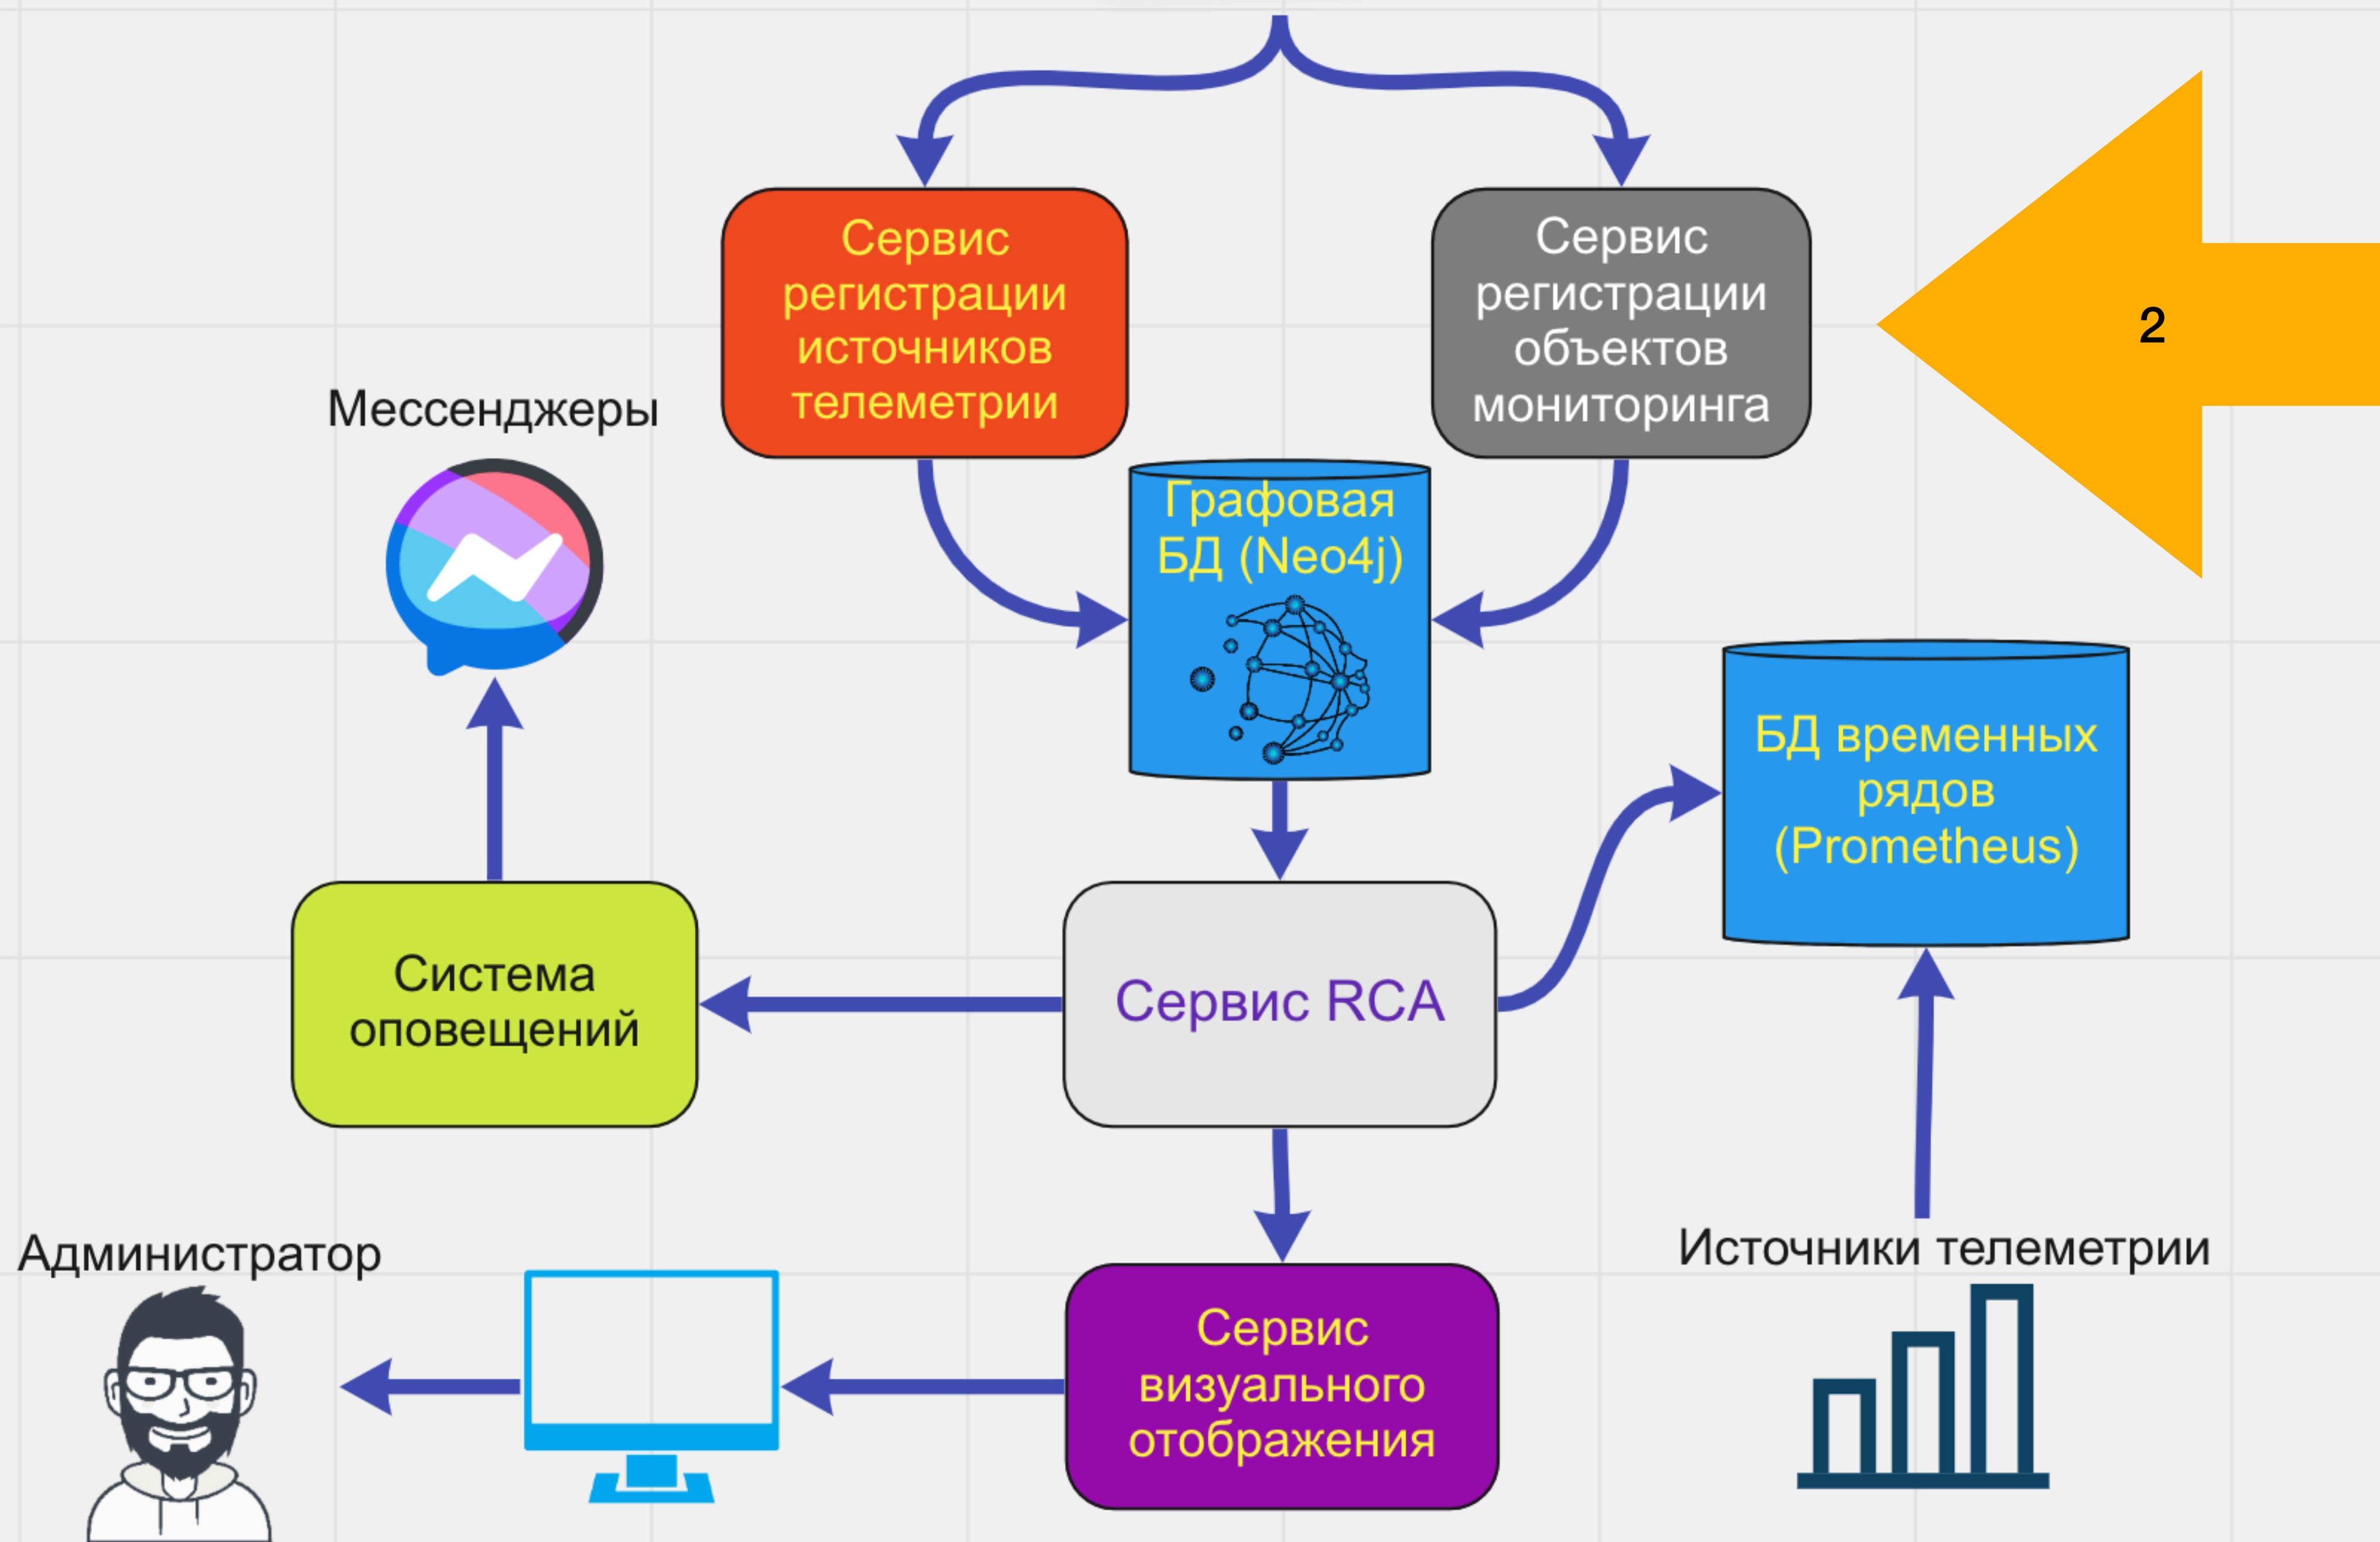 Сервис
регистрации
источников
телеметрии
Сервис
регистрации
объектов
мониторинга
2
Мессенджеры
Графовая
БД (Neo4j)
БД временных
рядов
(Prometheus)
Система
оповещений
Сервис RCA
Администратор
Сервис
визуального
отображения
Источники телеметрии